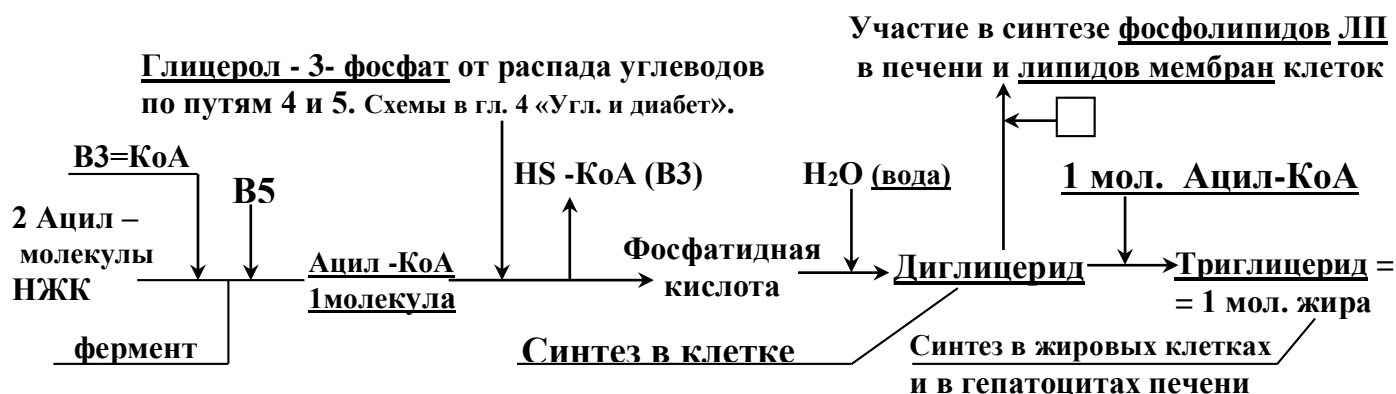 Участие в синтезе фосфолипидов ЛП
в печени и липидов мембран клеток
Глицерол - 3- фосфат от распада углеводов
по путям 4 и 5. Схемы в гл. 4 «Угл. и диабет».
В3=КоА
В5
HS -КоА (В3)
H₂O (вода)
1 мол. Ацил-КоА
2 Ацил –
молекулы
НЖК
Ацил -КоА
1молекула
Фосфатидная
кислота
Диглицерид
Триглицерид =
= 1 мол. жира
фермент
Синтез в клетке
Синтез в жировых клетках
и в гепатоцитах печени